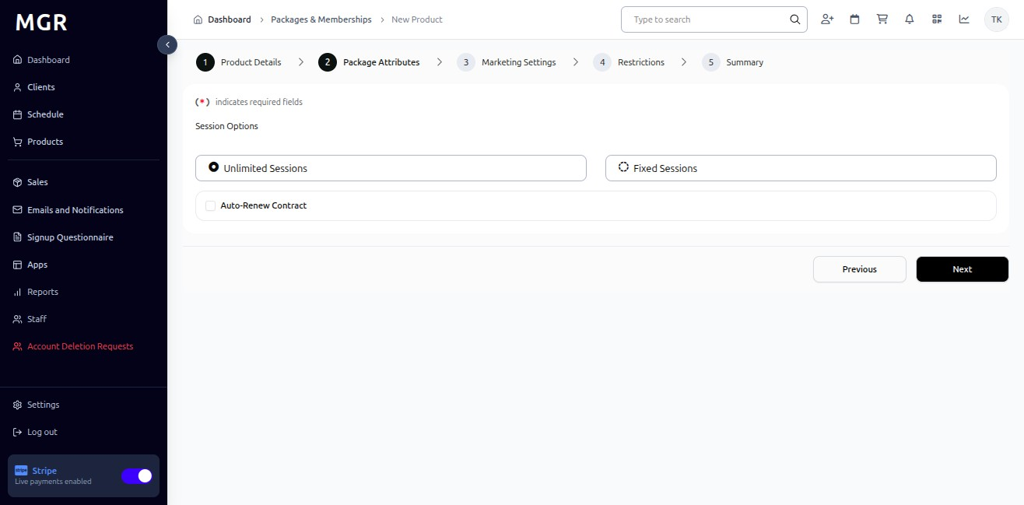 MGR
Dashboard
Clients
Schedule
Products
Sales
Emails and Notifications
Signup Questionnaire
Apps
Reports
Staff
Account Deletion Requests
Settings
Log out
Stripe
Live payments enabled
Dashboard > Packages & Memberships > New Product
Type to search
TK
1 Product Details > 2 Package Attributes > 3 Marketing Settings > 4 Restrictions > 5 Summary
(*) indicates required fields
Session Options
Unlimited Sessions
Fixed Sessions
Auto-Renew Contract
Previous
Next